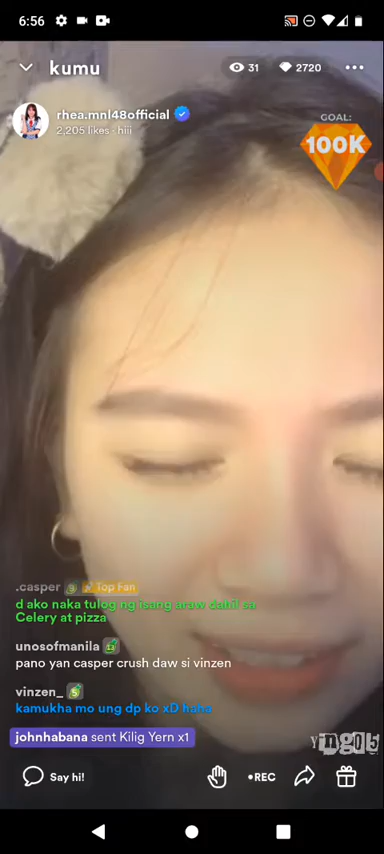 6:56
kumu
31
2720
rhea.mnl48official
2,205 likes · hiii
GOAL:
100K
.casper Top Fan
d ako naka tulog ng isang araw dahil sa
Celery at pizza
unosofmanila
pano yan casper crush daw si vinzen
vinzen_ 5
kamukha mo ung dp ko xD haha
johnhabana sent Kilig Yern x1
Say hi!
•REC